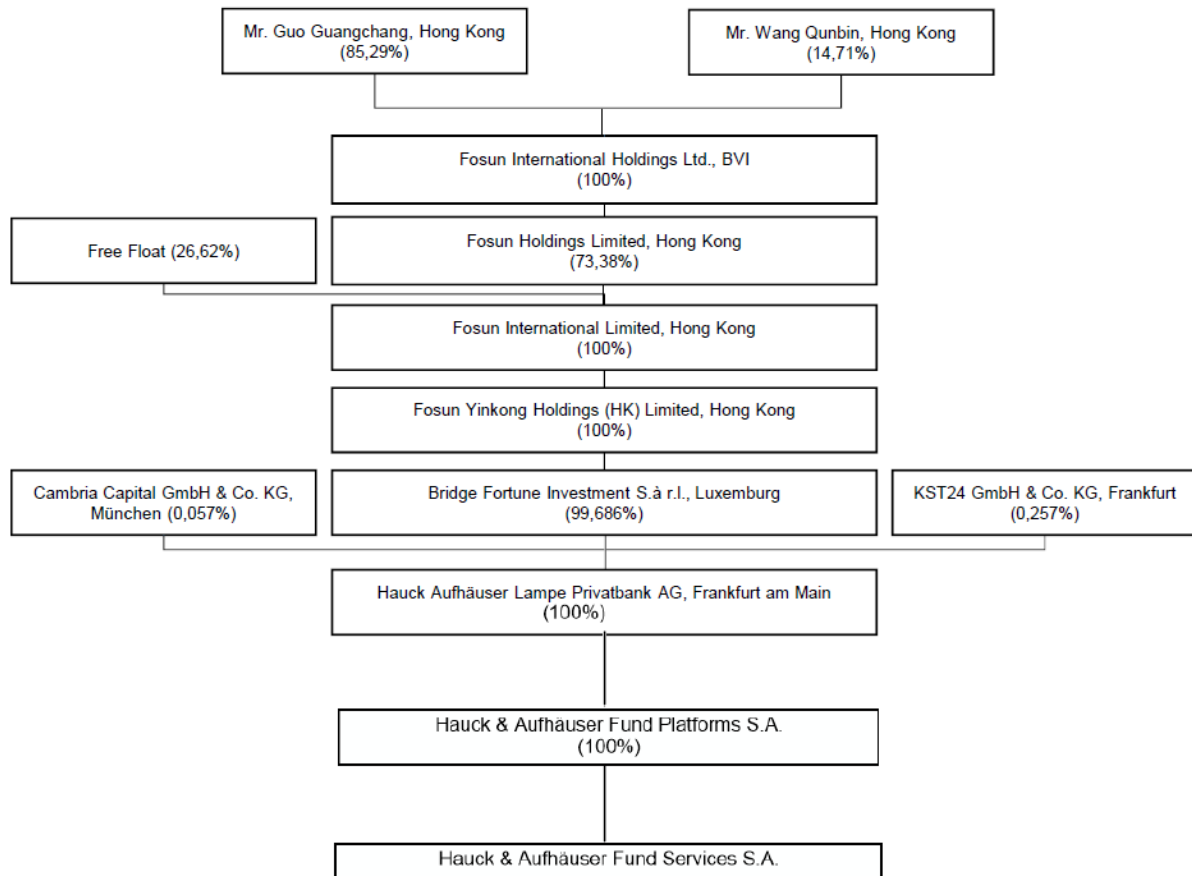 Mr. Guo Guangchang, Hong Kong
(85,29%)
Mr. Wang Qunbin, Hong Kong
(14,71%)
Fosun International Holdings Ltd., BVI
(100%)
Free Float (26,62%)
Fosun Holdings Limited, Hong Kong
(73,38%)
Fosun International Limited, Hong Kong
(100%)
Fosun Yinkong Holdings (HK) Limited, Hong Kong
(100%)
Cambria Capital GmbH & Co. KG,
München (0,057%)
Bridge Fortune Investment S.à r.l., Luxemburg
(99,686%)
KST24 GmbH & Co. KG, Frankfurt
(0,257%)
Hauck Aufhäuser Lampe Privatbank AG, Frankfurt am Main
(100%)
Hauck & Aufhäuser Fund Platforms S.A.
(100%)
Hauck & Aufhäuser Fund Services S.A.